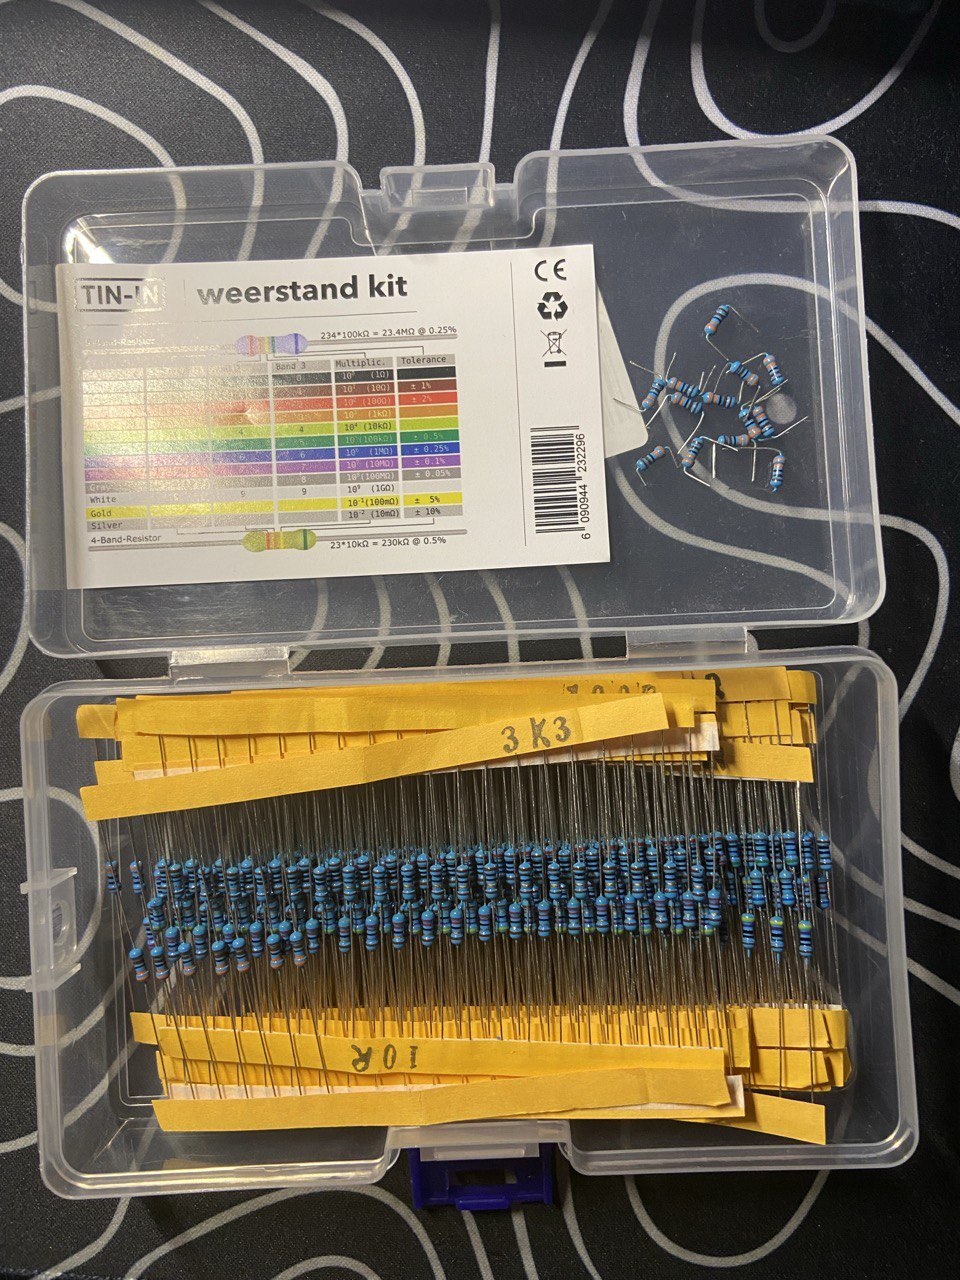 TIN-IN
weerstand kit
CE
234*100kΩ = 23.4MΩ @ 0.25%
Band 3 Multiplic. Tolerance
0 10⁰ (1Ω)
10¹ (10Ω) ± 1%
10² (100Ω) ± 2%
10³ (1kΩ)
4 4 10⁴ (10kΩ)
5 10⁵(100kΩ) ± 0.5%
6 6 10⁶ (1MΩ) ± 0.25%
7 10⁷ (10MΩ) ± 0.1%
8 10⁸(100MΩ) ± 0.05%
White 9 9 10⁹ (1GΩ)
Gold 10⁻¹(100mΩ) ± 5%
Silver 10⁻² (10mΩ) ± 10%
4-Band-Resistor
23*10kΩ = 230kΩ @ 0.5%
6 090944 232296
3K3
10R